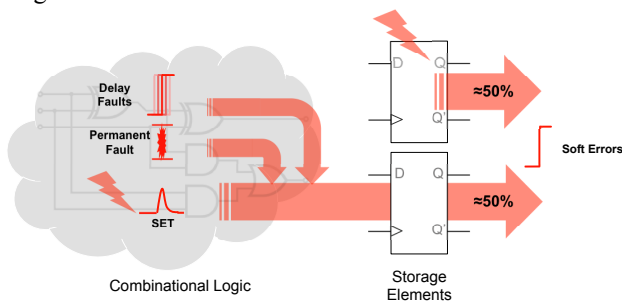 Delay
Faults
Permanent
Fault
SET
Combinational Logic
D
Q
Q'
≈50%
D
Q
Q'
≈50%
Soft Errors
Storage
Elements